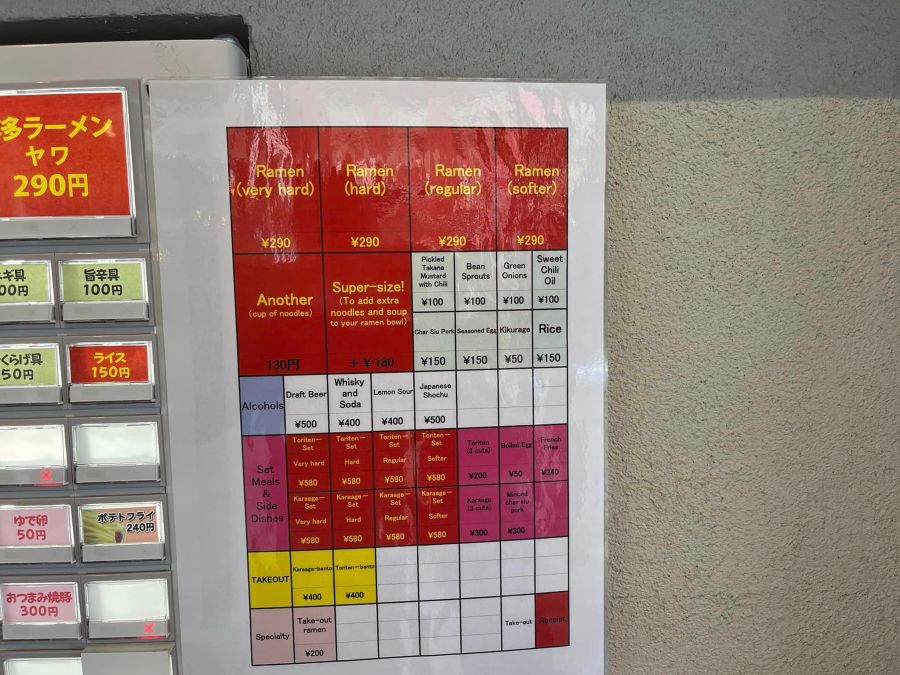 多ラーメン
ヤワ
290円
旨辛具
100円
くらげ具
50円
ライス
150円
ゆで卵
50円
ポテトフライ
240円
おつまみ焼豚
300円
Ramen
(very hard)
¥290
Ramen
(hard)
¥290
Ramen
(regular)
¥290
Ramen
(softer)
¥290
Another
(cup of noodles)
130円
Super-size!
(To add extra
noodles and soup
to your ramen bowl)
+¥180
Pickled
Takana
Mustard
with Chili
¥100
Bean
Sprouts
¥100
Green
Onions
¥100
Sweet
Chili
Oil
¥100
Char Siu Pork
¥150
Seasoned Egg
¥150
Kikurage
¥50
Rice
¥150
Alcohols
Draft Beer
¥500
Whisky
and
Soda
¥400
Lemon Sour
¥400
Japanese
Shochu
¥500
Set
Meals
&
Side
Dishes
Toriten-
Set
Very hard
¥580
Toriten-
Set
Hard
¥580
Toriten-
Set
Regular
¥580
Toriten-
Set
Softer
¥580
Toriten
(3 cuts)
¥200
Boiled Egg
¥50
French
Fries
¥240
Karaage-
Set
Very hard
¥580
Karaage-
Set
Hard
¥580
Karaage-
Set
Regular
¥580
Karaage-
Set
Softer
¥580
Karaage
(3 cuts)
¥300
Minced
char siu
pork
¥300
TAKEOUT
Karaage-bento
¥400
Toriten-bento
¥400
Specialty
Take-out
ramen
¥200
Take-out
Receipt